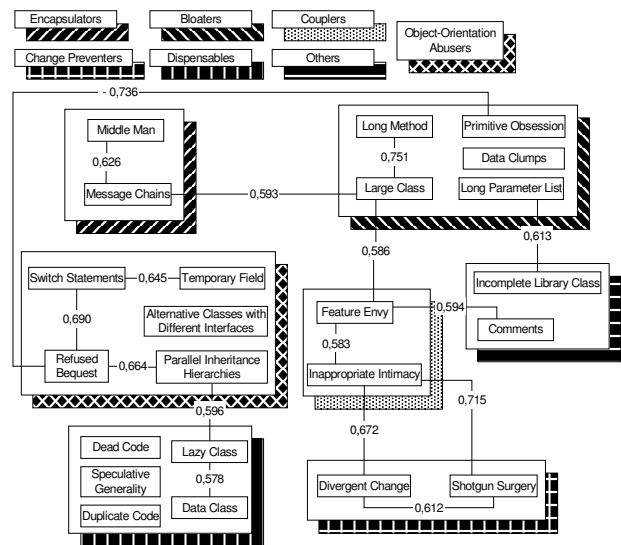 Encapsulators
Bloaters
Couplers
Object-Orientation
Abusers
Change Preventers
Dispensables
Others
- 0,736
Middle Man
0,626
Message Chains
0,593
Long Method
0,751
Large Class
Primitive Obsession
Data Clumps
Long Parameter List
0,586
0,613
Switch Statements
0,645
Temporary Field
0,690
Alternative Classes with
Different Interfaces
Refused
Bequest
0,664
Parallel Inheritance
Hierarchies
Feature Envy
0,594
0,583
Inappropriate Intimacy
Incomplete Library Class
Comments
0,596
0,672
0,715
Dead Code
Speculative
Generality
Duplicate Code
Lazy Class
0,578
Data Class
Divergent Change
Shotgun Surgery
0,612